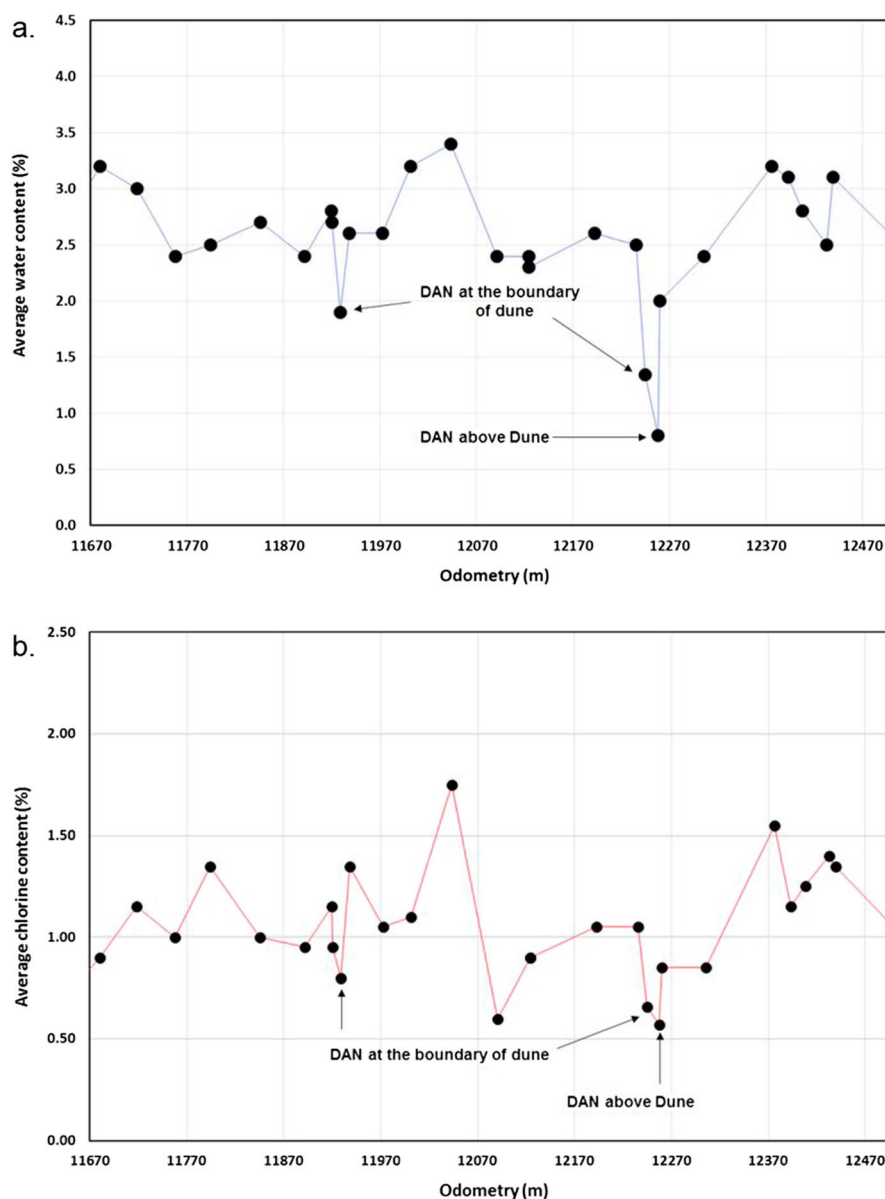 a.
4.5
4.0
3.5
3.0
2.5
2.0
1.5
1.0
0.5
0.0
Average water content (%)
DAN at the boundary
of dune
DAN above Dune
11670 11770 11870 11970 12070 12170 12270 12370 12470
Odometry (m)
b.
2.50
2.00
1.50
1.00
0.50
0.00
Average chlorine content (%)
DAN at the boundary of dune
DAN above Dune
11670 11770 11870 11970 12070 12170 12270 12370 12470
Odometry (m)